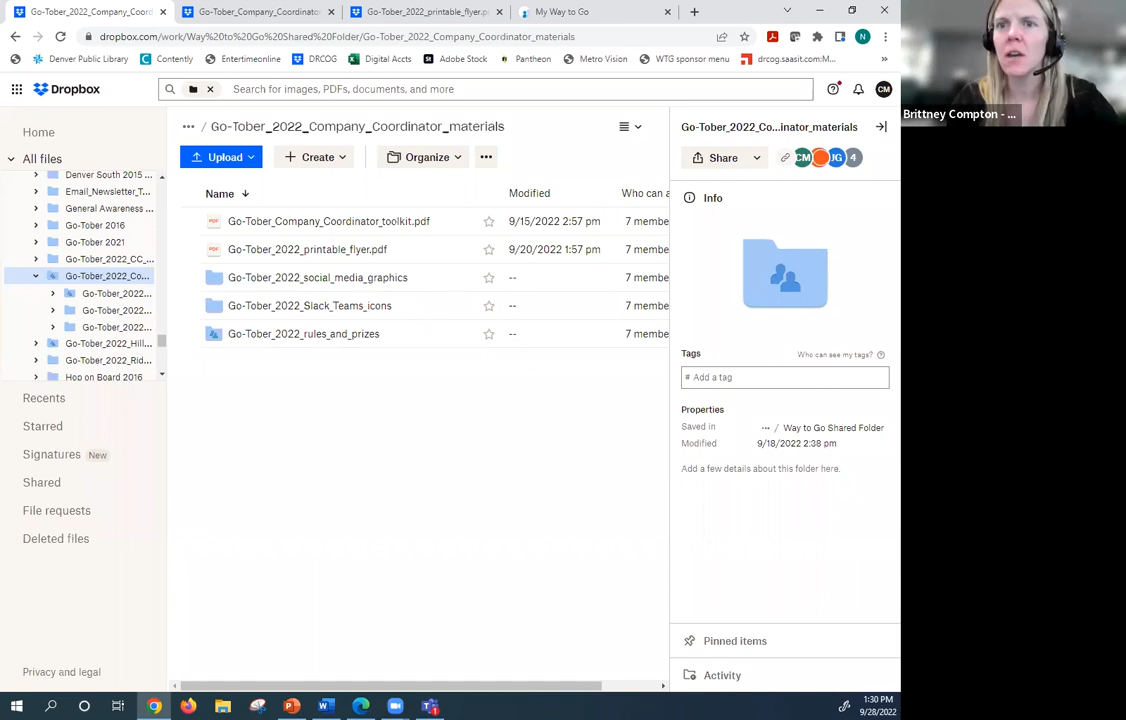 Go-Tober_2022_Company_Coord
Go-Tober_2022_Company_Coordinator
Go-Tober_2022_printable_flyer.p
My Way to Go
dropbox.com/work/Way%20to%20Go%20Shared%20Folder/Go-Tober_2022_Company_Coordinator_materials
N
Denver Public Library
Contently
Entertimeonline
DRCOG
Digital Accts
Adobe Stock
Pantheon
Metro Vision
WTG sponsor menu
drcog.saasit.com:M...
Dropbox
Search for images, PDFs, documents, and more
CM
Brittney Compton - ...
Home
All files
Denver South 2015 ...
Email_Newsletter_T...
General Awareness ...
Go-Tober 2016
Go-Tober 2021
Go-Tober_2022_CC_...
Go-Tober_2022_Co...
Go-Tober_2022...
Go-Tober_2022...
Go-Tober_2022...
Go-Tober_2022_Hill...
Go-Tober_2022_Rid...
Hop on Board 2016
Recents
Starred
Signatures New
Shared
File requests
Deleted files
Privacy and legal
... / Go-Tober_2022_Company_Coordinator_materials
Upload
Create
Organize
...
Name
Modified
Who can a
PDF Go-Tober_Company_Coordinator_toolkit.pdf 9/15/2022 2:57 pm 7 membe
PDF Go-Tober_2022_printable_flyer.pdf 9/20/2022 1:57 pm 7 membe
Go-Tober_2022_social_media_graphics -- 7 membe
Go-Tober_2022_Slack_Teams_icons -- 7 membe
Go-Tober_2022_rules_and_prizes -- 7 membe
Go-Tober_2022_Co...inator_materials
Share
CM JG 4
Info
Tags
Who can see my tags?
# Add a tag
Properties
Saved in ... / Way to Go Shared Folder
Modified 9/18/2022 2:38 pm
Add a few details about this folder here.
Pinned items
Activity
1:30 PM
9/28/2022